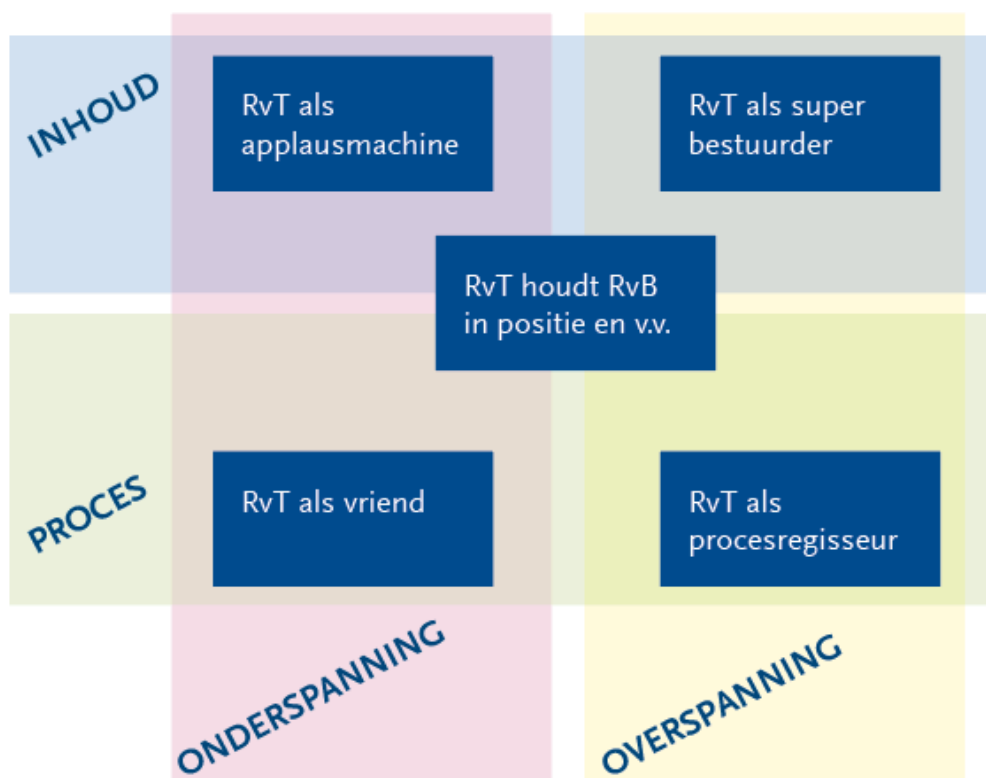 INHOUD
RvT als
applausmachine
RvT als super
bestuurder
RvT houdt RvB
in positie en v.v.
PROCES
RvT als vriend
RvT als
procesregisseur
ONDERSPANNING
OVERSPANNING